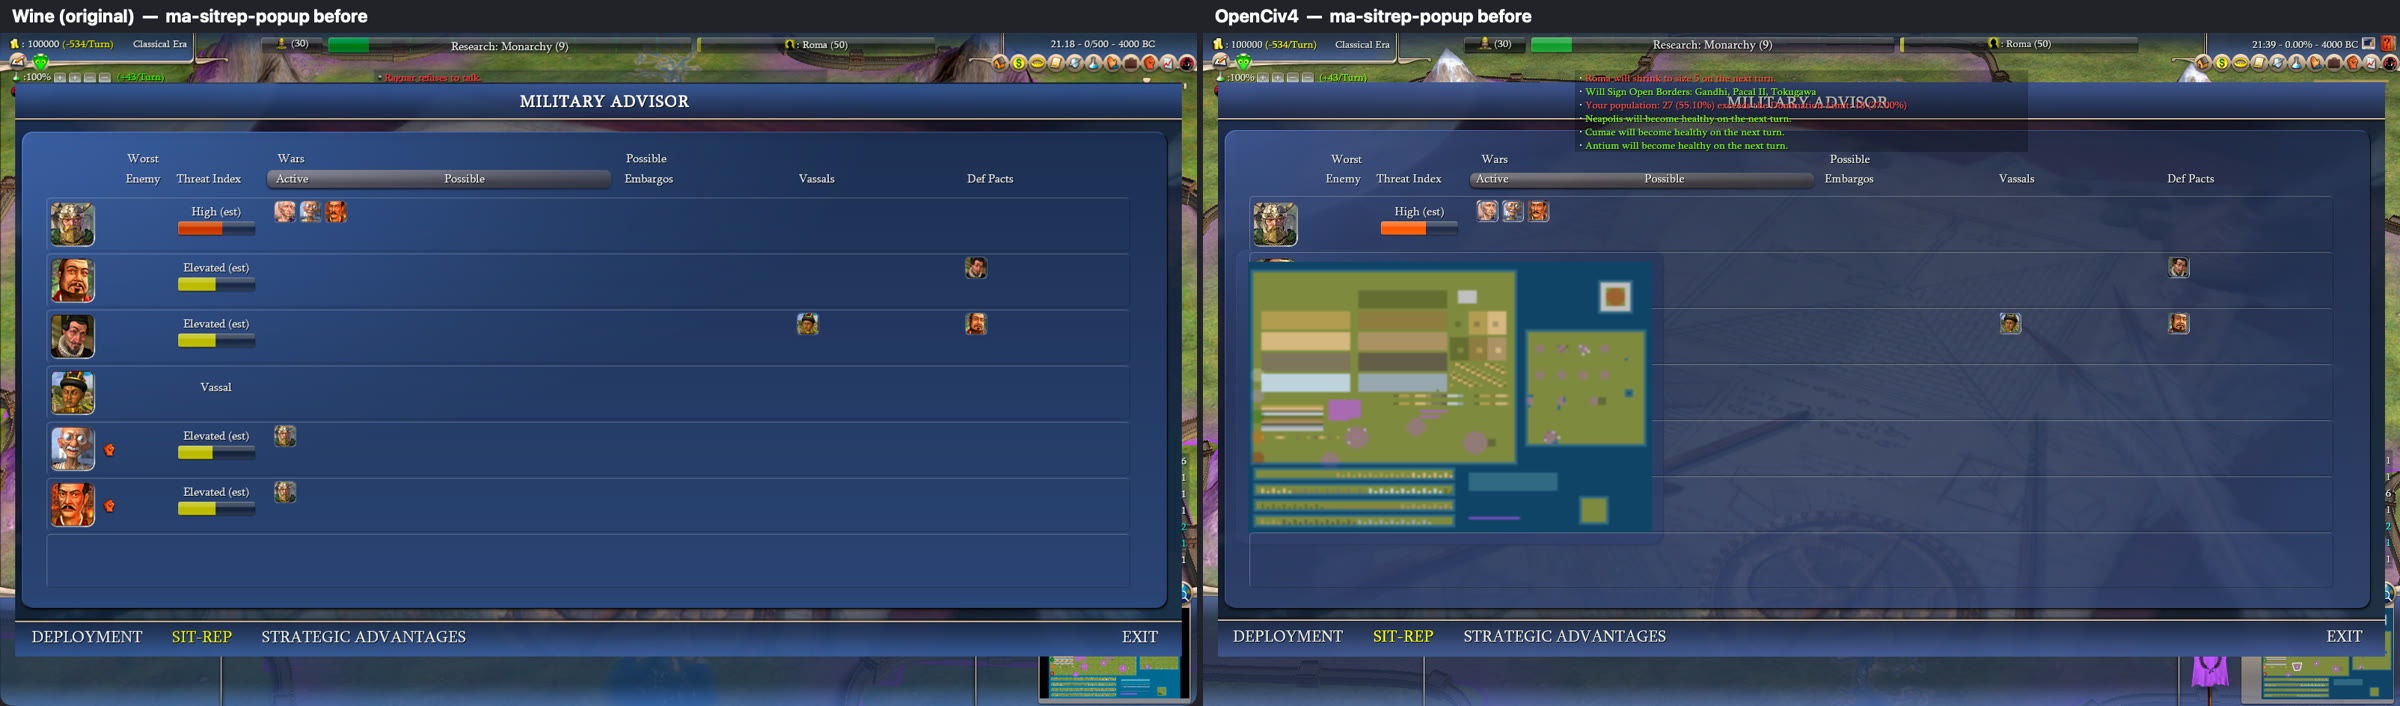 Wine (original) — ma-sitrep-popup before
: 100000 (-534/Turn) Classical Era (30) Research: Monarchy (9) : Roma (50) 21.18 - 0/500 - 4000 BC
:100% (+43/Turn) • Ragnar refuses to talk.
MILITARY ADVISOR
Worst Wars Possible
Enemy Threat Index Active Possible Embargos Vassals Def Pacts
High (est)
Elevated (est)
Elevated (est)
Vassal
Elevated (est)
Elevated (est)
DEPLOYMENT SIT-REP STRATEGIC ADVANTAGES EXIT
OpenCiv4 — ma-sitrep-popup before
: 100000 (-534/Turn) Classical Era (30) Research: Monarchy (9) : Roma (50) 21:39 - 0.00% - 4000 BC
:100% (+43/Turn)
· Roma will shrink to size 5 on the next turn.
· Will Sign Open Borders: Gandhi, Pacal II, Tokugawa
MILITARY ADVISOR
· Your population: 27 (55.10%)
· Neapolis will become healthy on the next turn.
· Cumae will become healthy on the next turn.
· Antium will become healthy on the next turn.
Worst Wars Possible
Enemy Threat Index Active Possible Embargos Vassals Def Pacts
High (est)
DEPLOYMENT SIT-REP STRATEGIC ADVANTAGES EXIT